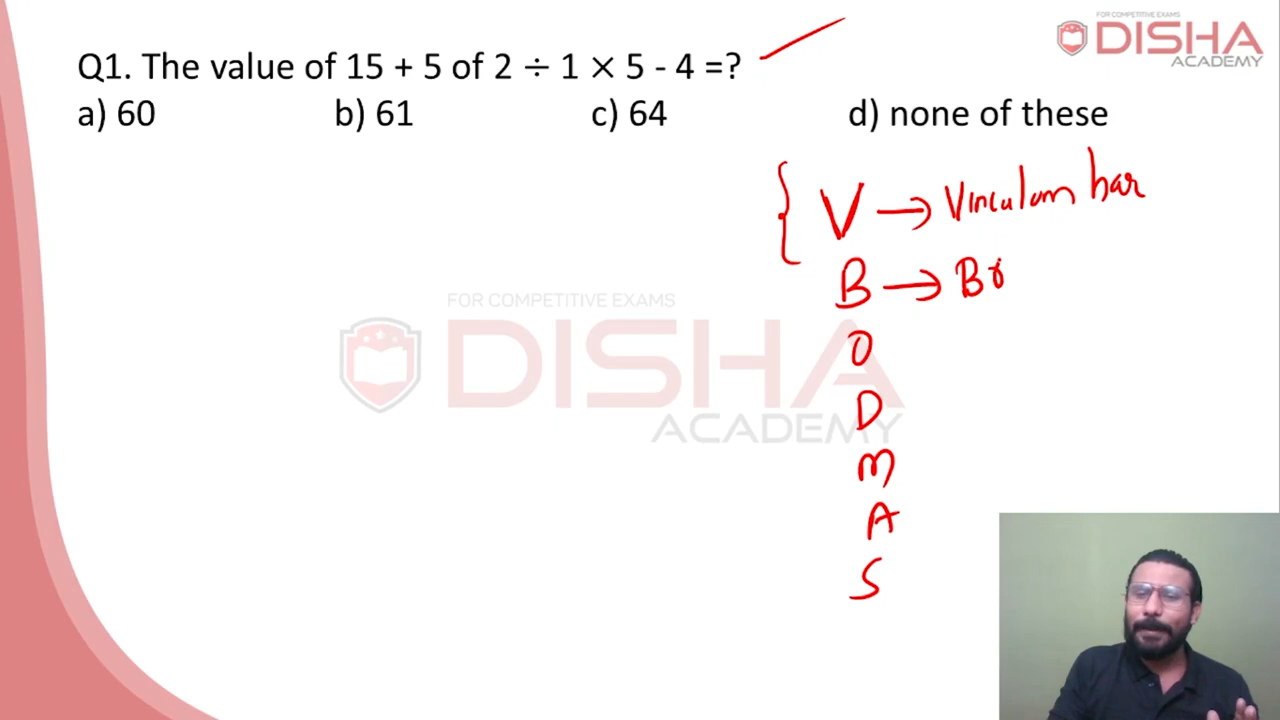 FOR COMPETITIVE EXAMS
DISHA
ACADEMY
Q1. The value of 15 + 5 of 2 ÷ 1 × 5 - 4 =?
a) 60 b) 61 c) 64 d) none of these
{ V → Vinculam bar
B → Br
O
D
M
A
S
FOR COMPETITIVE EXAMS
DISHA
ACADEMY